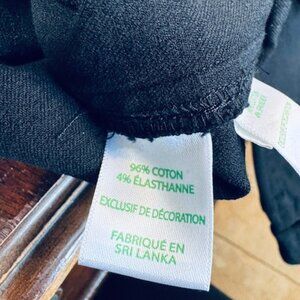 96% COTON
4% ÉLASTHANNE
EXCLUSIF DE DÉCORATION
FABRIQUÉ EN
SRI LANKA